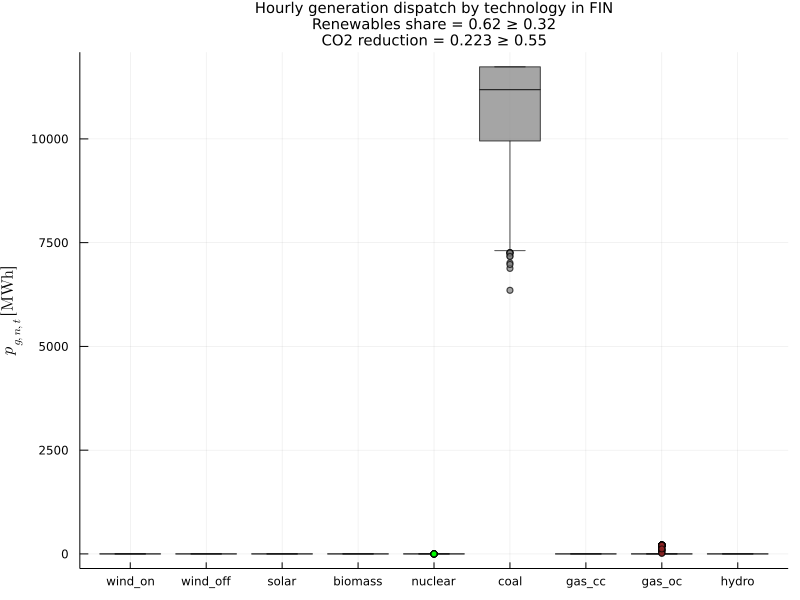 Hourly generation dispatch by technology in FIN
Renewables share = 0.62 ≥ 0.32
CO2 reduction = 0.223 ≥ 0.55
p_{g,n,t} [MWh]
10000
7500
5000
2500
0
wind_on wind_off solar biomass nuclear coal gas_cc gas_oc hydro